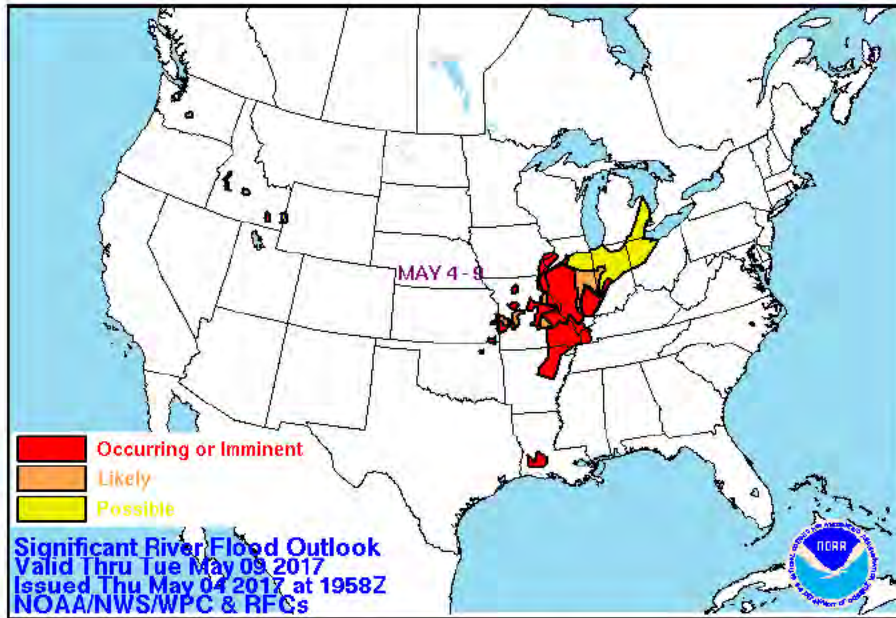 MAY 4 - 9
Occurring or Imminent
Likely
Possible
Significant River Flood Outlook
Valid Thru Tue May 09 2017
Issued Thu May 04 2017 at 1958Z
NOAA/NWS/WPC & RFCs
NOAA